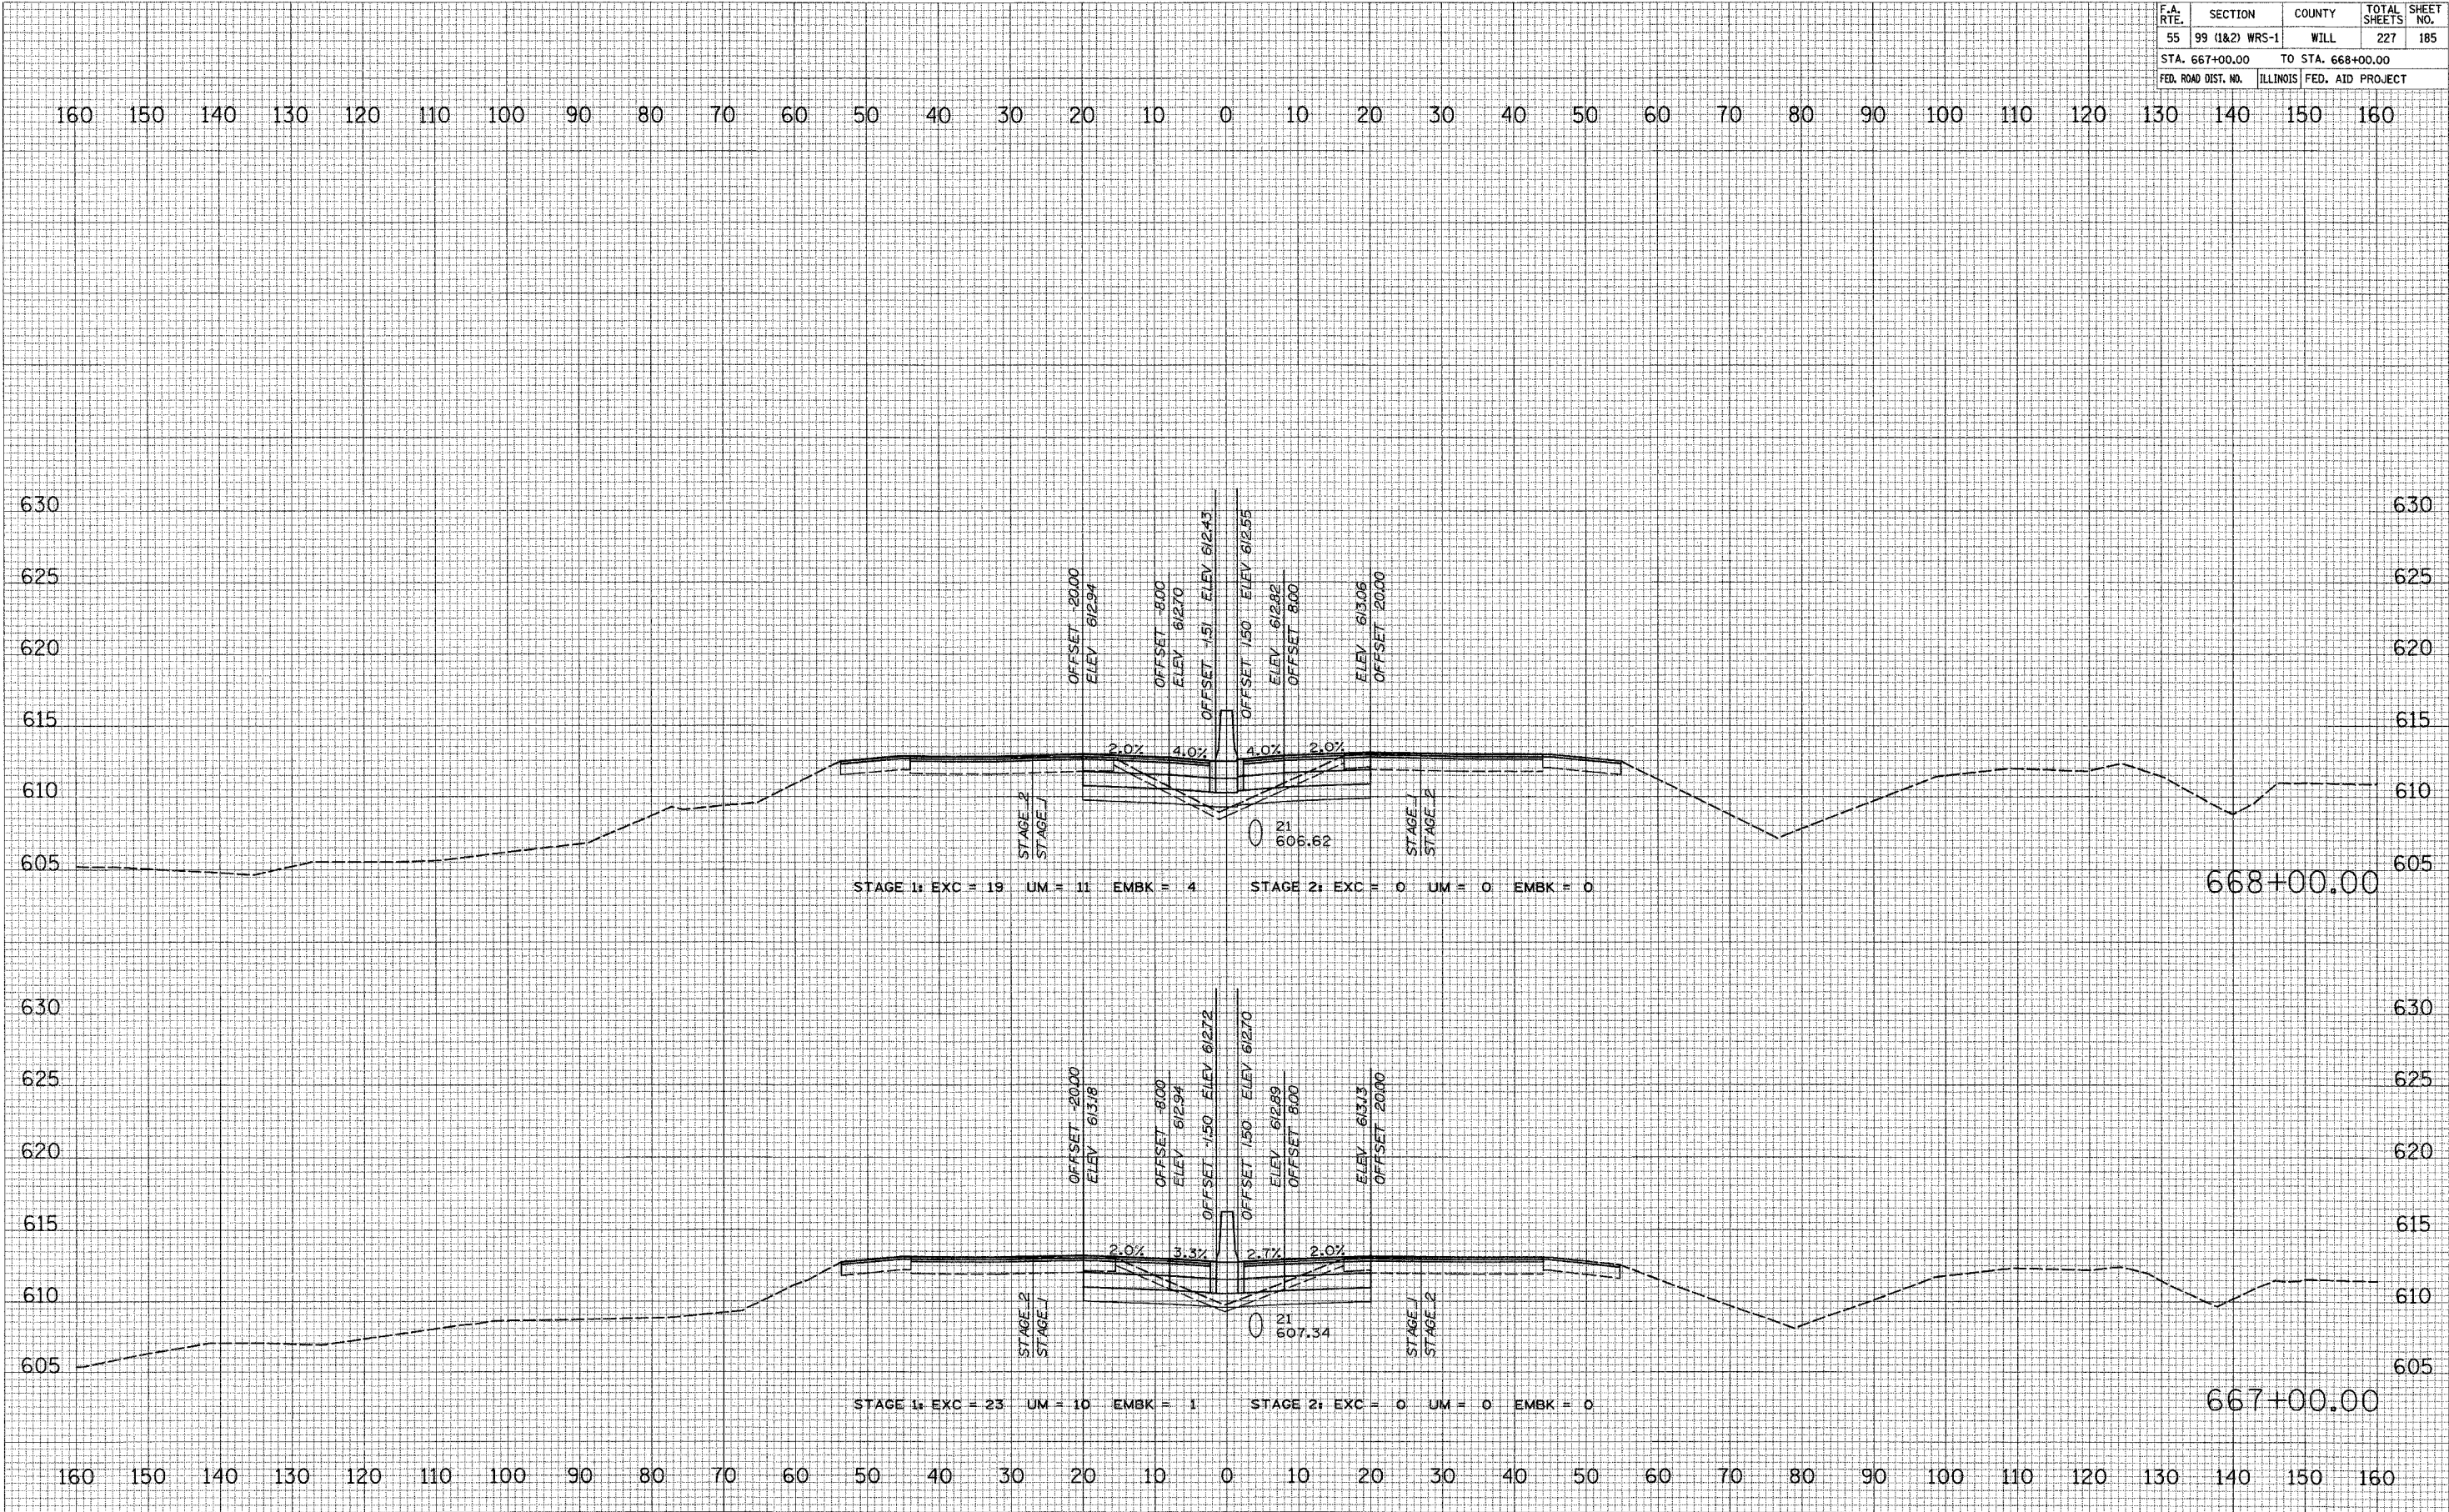 F.A. RTE. SECTION COUNTY TOTAL SHEETS SHEET NO.
55 99 (1&2) WRS-1 WILL 227 185
STA. 667+00.00 TO STA. 668+00.00
FED. ROAD DIST. NO. ILLINOIS FED. AID PROJECT
160 150 140 130 120 110 100 90 80 70 60 50 40 30 20 10 0 10 20 30 40 50 60 70 80 90 100 110 120 130 140 150 160
630 630
625 625
620 620
615 615
610 610
605 605
OFFSET -20.00
ELEV 612.94
OFFSET -8.00
ELEV 612.70
OFFSET -1.51 ELEV 612.43
OFFSET 1.50 ELEV 612.55
ELEV 612.82
OFFSET 8.00
ELEV 613.06
OFFSET 20.00
2.0% 4.0% 4.0% 2.0%
STAGE 2
STAGE 1
STAGE 1
STAGE 2
21
606.62
STAGE 1: EXC = 19 UM = 11 EMBK = 4 STAGE 2: EXC = 0 UM = 0 EMBK = 0
668+00.00
630 630
625 625
620 620
615 615
610 610
605 605
OFFSET -20.00
ELEV 613.18
OFFSET -8.00
ELEV 612.94
OFFSET -1.50 ELEV 612.72
OFFSET 1.50 ELEV 612.70
ELEV 612.89
OFFSET 8.00
ELEV 613.13
OFFSET 20.00
2.0% 3.3% 2.7% 2.0%
STAGE 2
STAGE 1
STAGE 1
STAGE 2
21
607.34
STAGE 1: EXC = 23 UM = 10 EMBK = 1 STAGE 2: EXC = 0 UM = 0 EMBK = 0
667+00.00
160 150 140 130 120 110 100 90 80 70 60 50 40 30 20 10 0 10 20 30 40 50 60 70 80 90 100 110 120 130 140 150 160